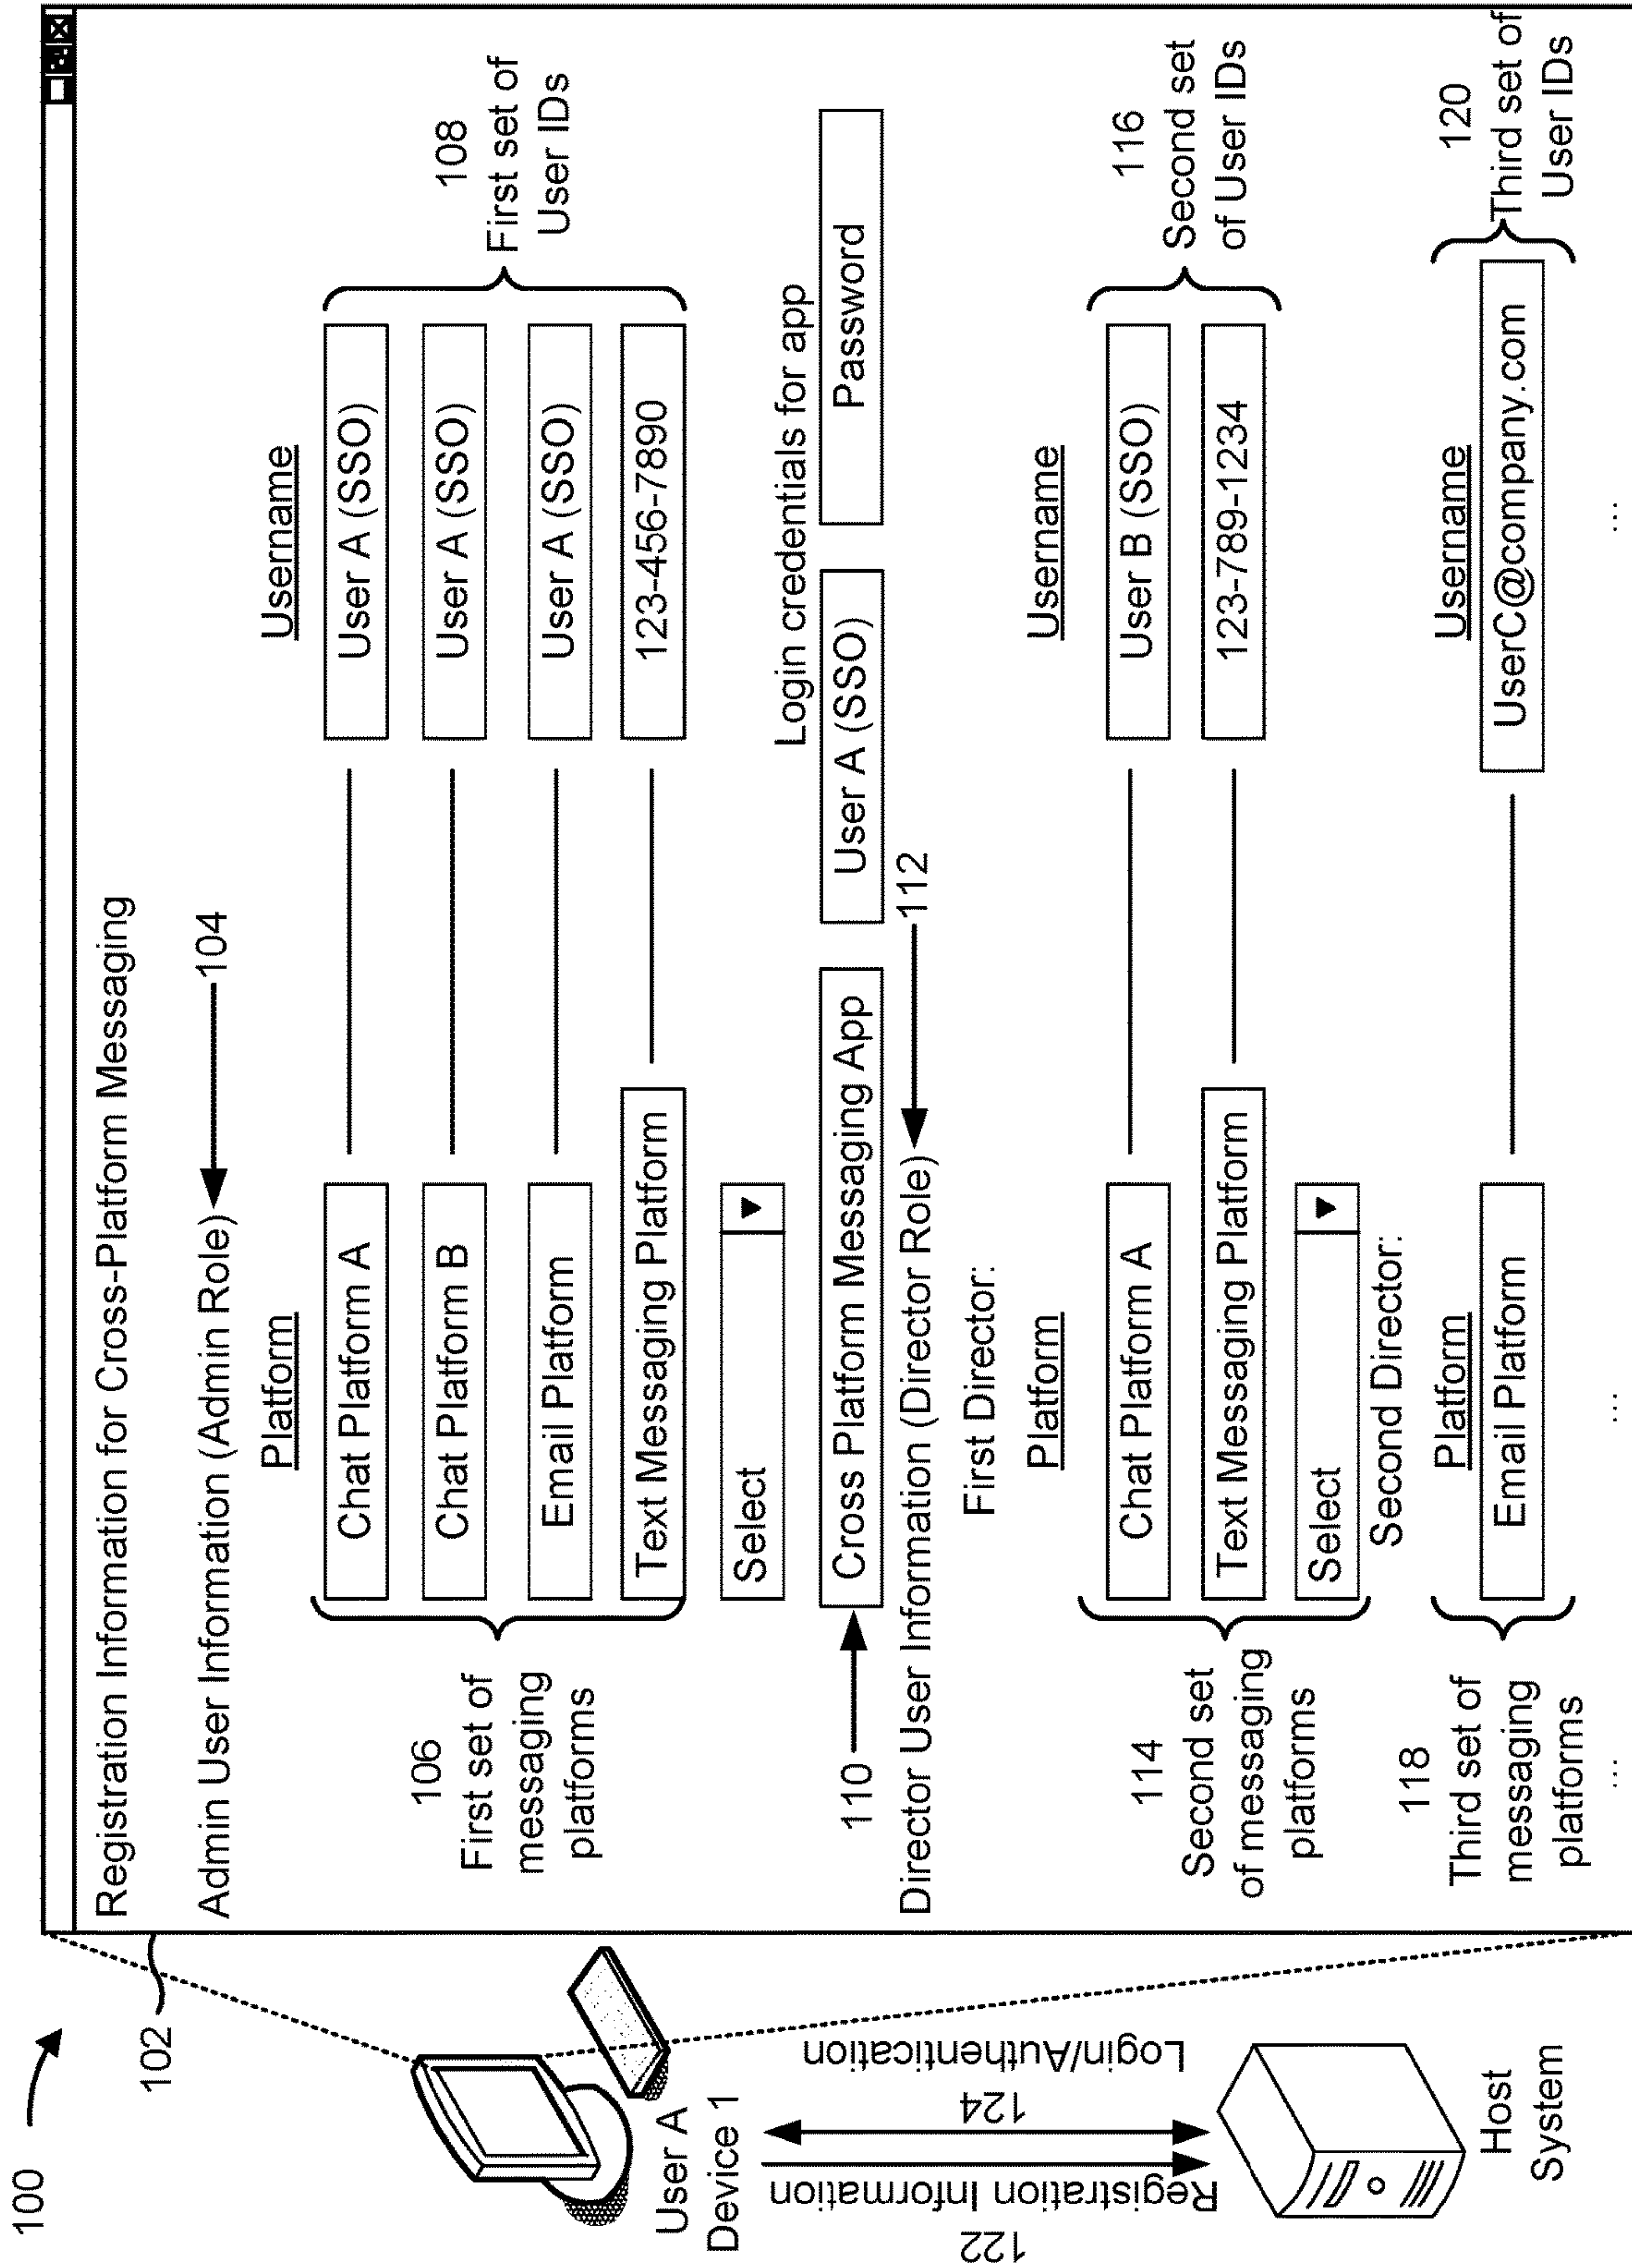 100
102
Registration Information for Cross-Platform Messaging
Admin User Information (Admin Role)
104
Platform
Username
106
First set of
messaging
platforms
Chat Platform A
User A (SSO)
Chat Platform B
User A (SSO)
Email Platform
User A (SSO)
Text Messaging Platform
123-456-7890
108
First set of
User IDs
Select
Login credentials for app
110
Cross Platform Messaging App
User A (SSO)
Password
Director User Information (Director Role)
112
First Director:
Platform
Username
114
Second set
of messaging
platforms
Chat Platform A
User B (SSO)
Text Messaging Platform
123-789-1234
116
Second set
of User IDs
Select
Second Director:
Platform
Username
118
Third set of
messaging
platforms
Email Platform
UserC@company.com
120
Third set of
User IDs
...
...
...
User A
Device 1
122
Registration Information
124
Login/Authentication
Host
System